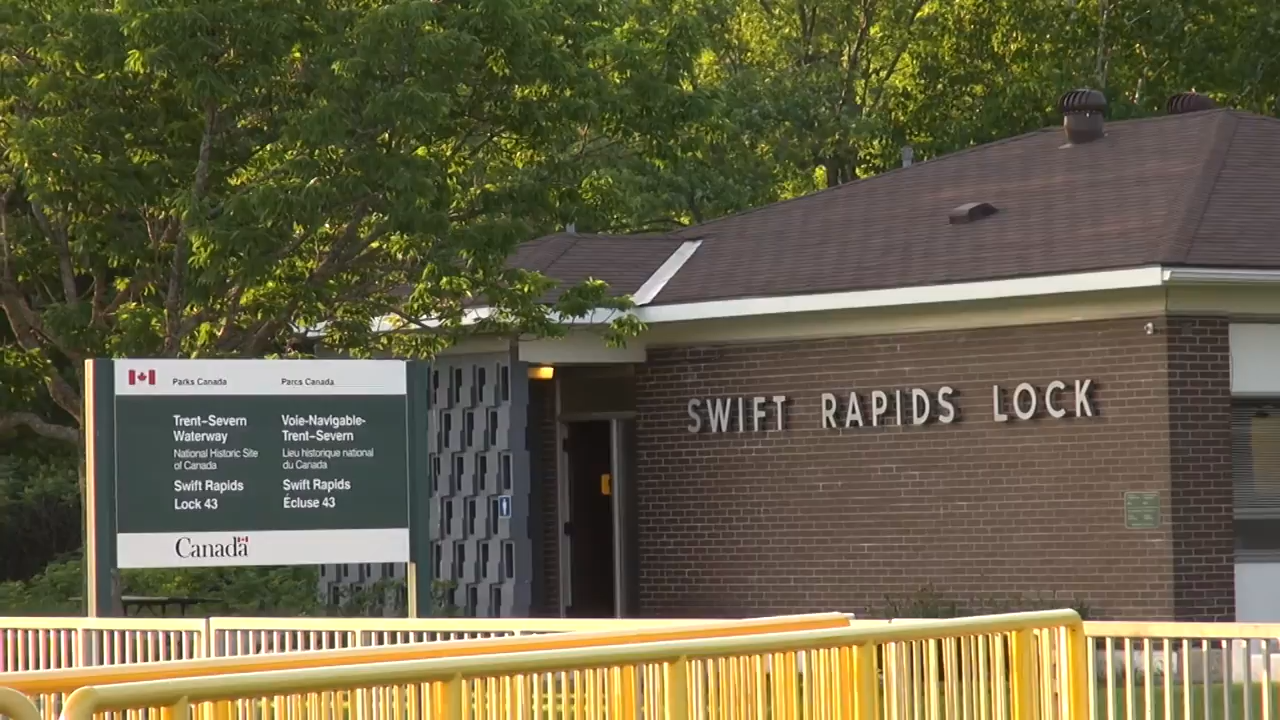 Parks Canada
Parcs Canada
Trent–Severn
Waterway
National Historic Site
of Canada
Swift Rapids
Lock 43
Voie-Navigable-
Trent–Severn
Lieu historique national
du Canada
Swift Rapids
Écluse 43
Canada
SWIFT RAPIDS LOCK